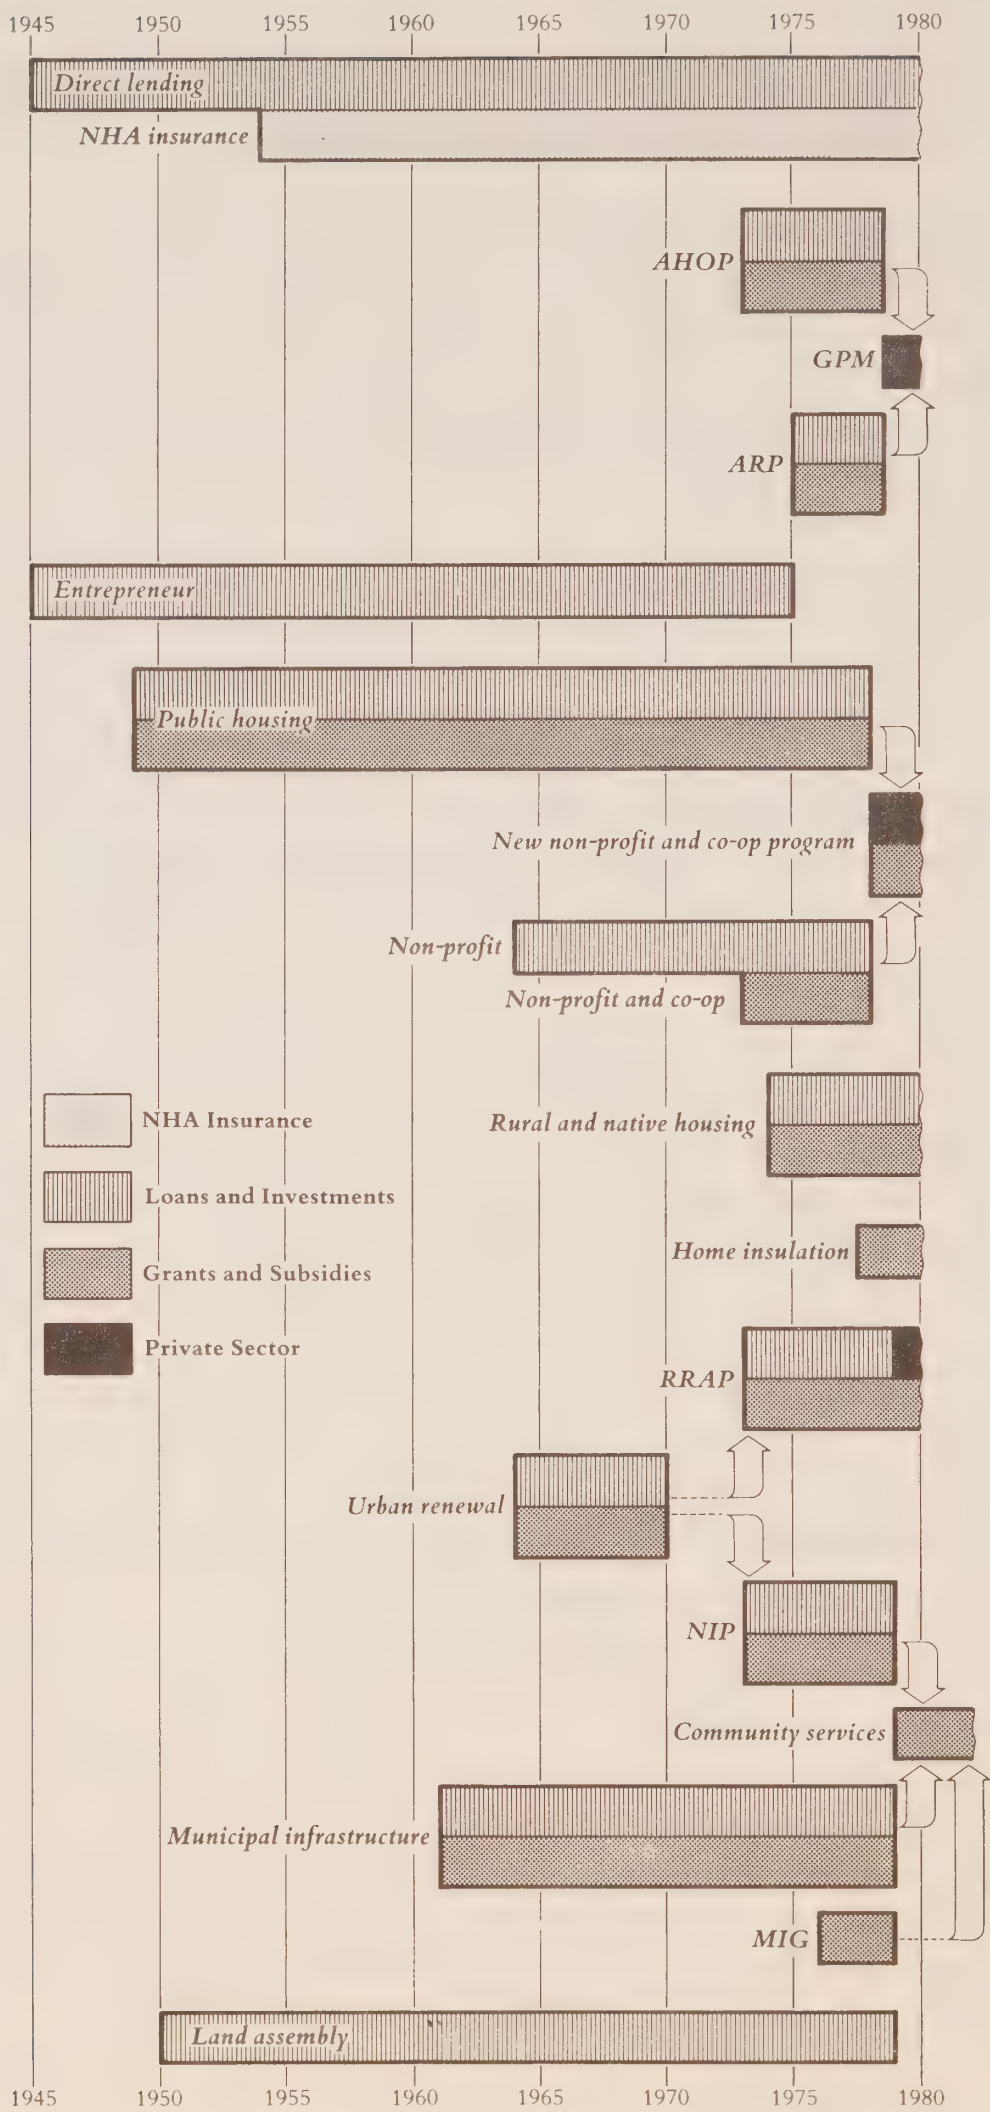 1945 1950 1955 1960 1965 1970 1975 1980
Direct lending
NHA insurance
AHOP
GPM
ARP
Entrepreneur
Public housing
New non-profit and co-op program
Non-profit
Non-profit and co-op
Rural and native housing
NHA Insurance
Loans and Investments
Home insulation
Grants and Subsidies
Private Sector
RRAP
Urban renewal
NIP
Community services
Municipal infrastructure
MIG
Land assembly
1945 1950 1955 1960 1965 1970 1975 1980